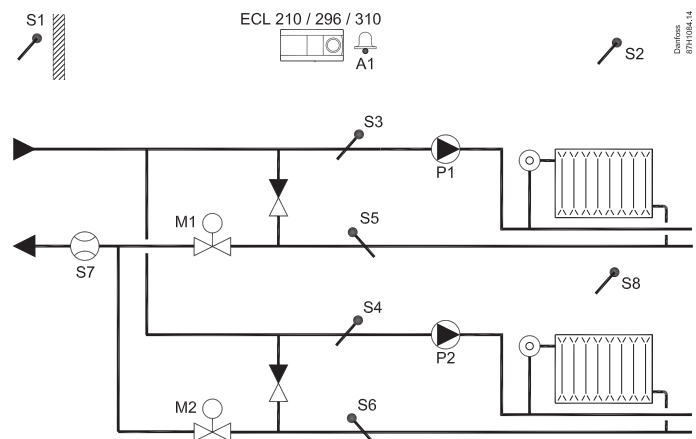 S1
ECL 210 / 296 / 310
A1
S2
Danfoss
87H1084.14
S3
P1
M1
S5
S7
S8
S4
P2
M2
S6